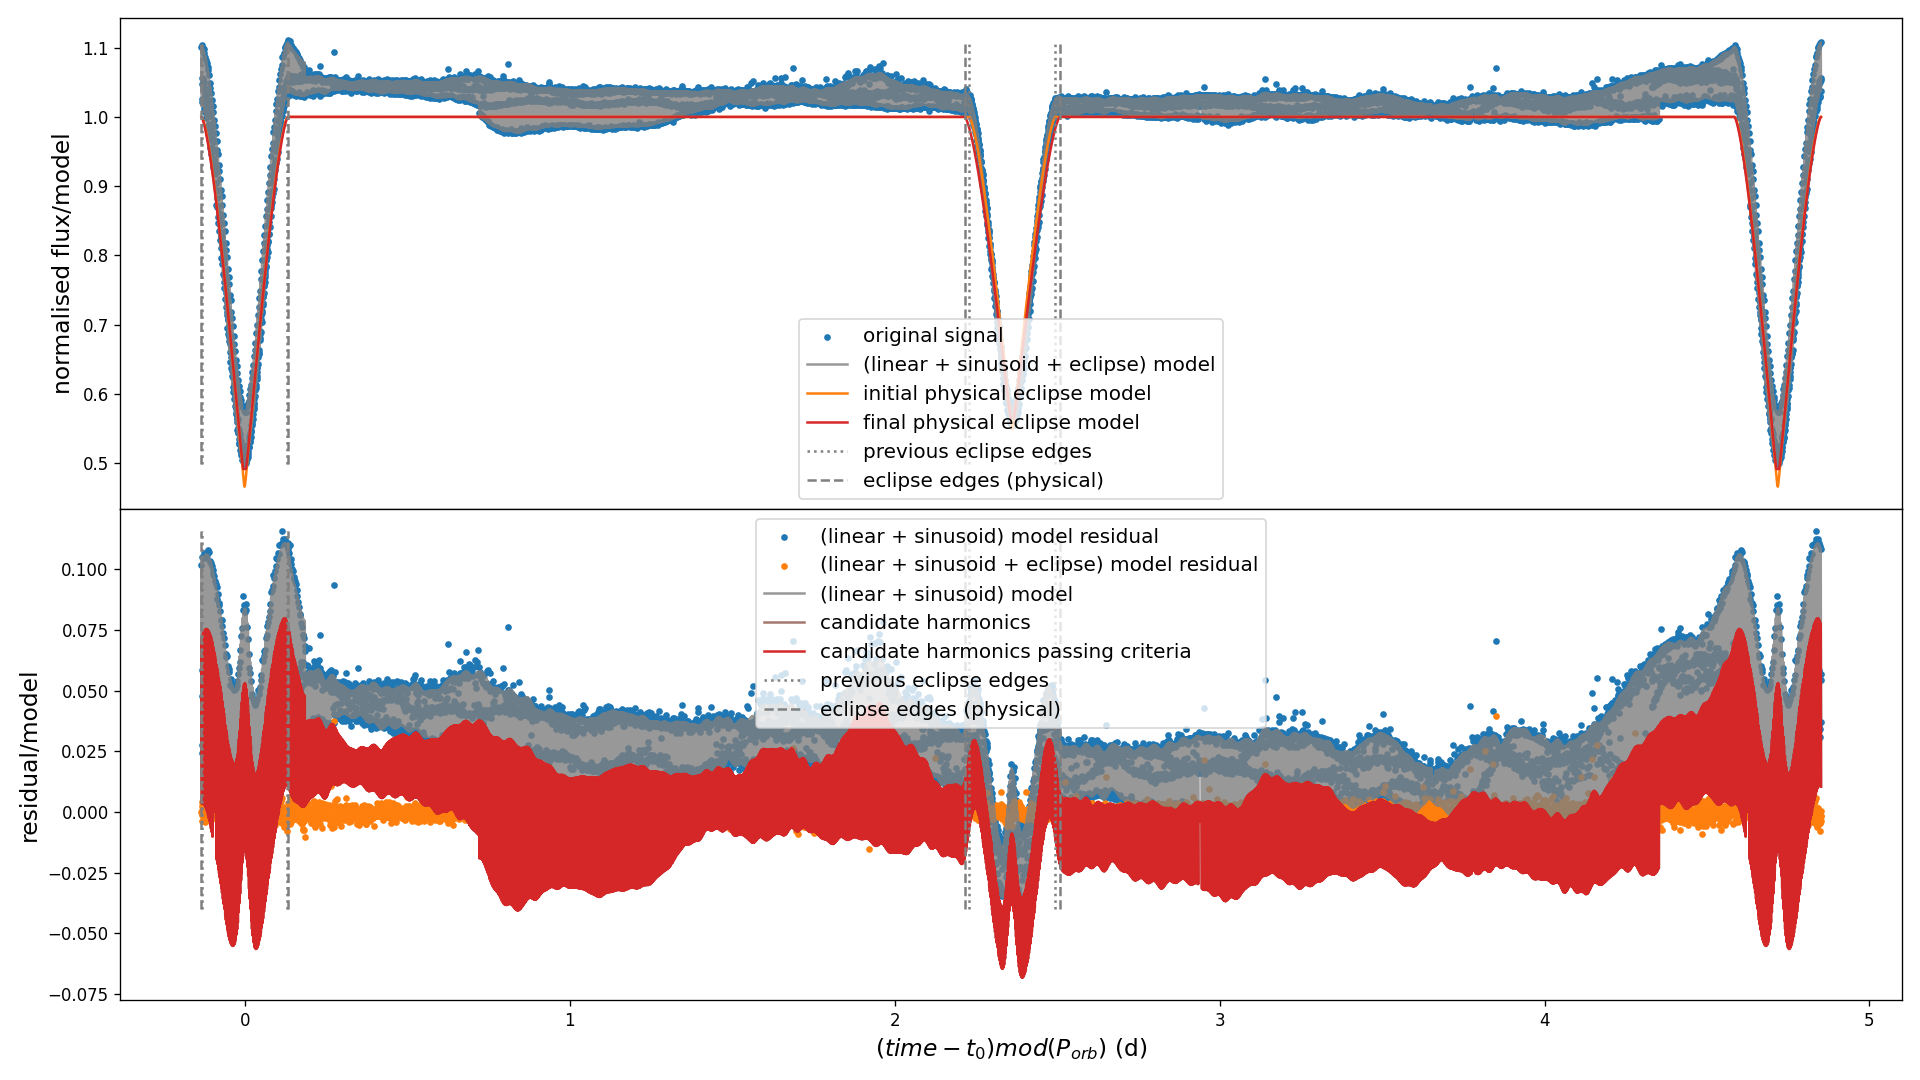 normalised flux/model
1.1
1.0
0.9
0.8
0.7
0.6
0.5
original signal
(linear + sinusoid + eclipse) model
initial physical eclipse model
final physical eclipse model
previous eclipse edges
eclipse edges (physical)
residual/model
0.100
0.075
0.050
0.025
0.000
−0.025
−0.050
−0.075
(linear + sinusoid) model residual
(linear + sinusoid + eclipse) model residual
(linear + sinusoid) model
candidate harmonics
candidate harmonics passing criteria
previous eclipse edges
eclipse edges (physical)
0 1 2 3 4 5
(time − t₀)mod(Pₒᵣb) (d)